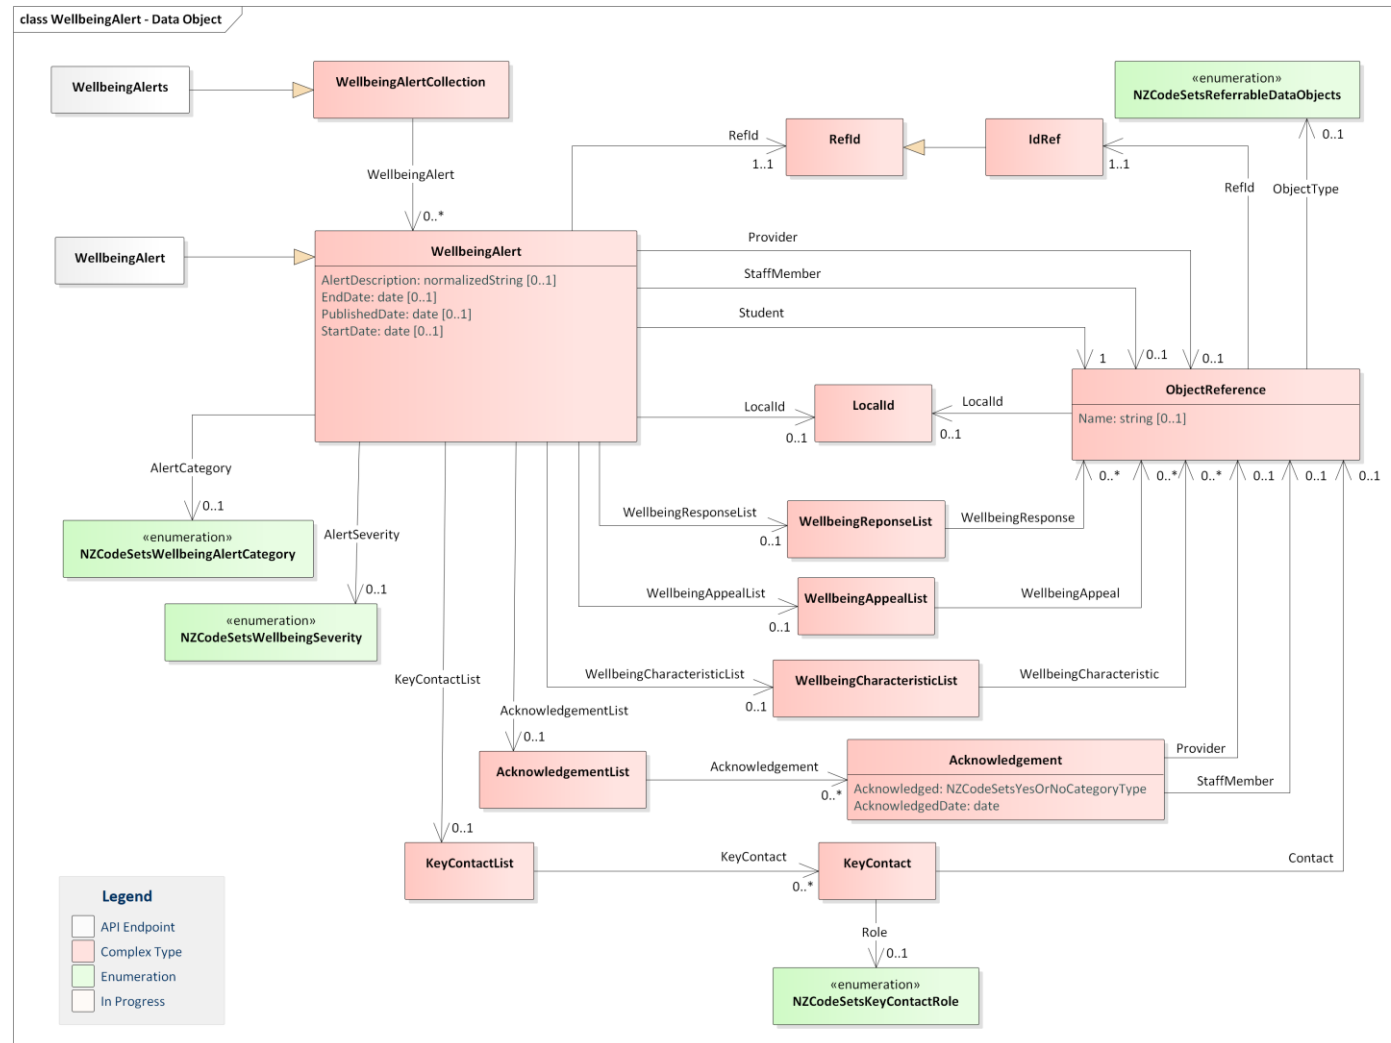 class WellbeingAlert - Data Object
WellbeingAlerts
WellbeingAlertCollection
«enumeration»
NZCodeSetsReferrableDataObjects
RefId
1..1
RefId
IdRef
1..1
0..1
RefId
ObjectType
WellbeingAlert
0..*
WellbeingAlert
WellbeingAlert
AlertDescription: normalizedString [0..1]
EndDate: date [0..1]
PublishedDate: date [0..1]
StartDate: date [0..1]
Provider
StaffMember
Student
1
0..1
0..1
ObjectReference
Name: string [0..1]
LocalId
0..1
LocalId
LocalId
0..1
AlertCategory
0..1
«enumeration»
NZCodeSetsWellbeingAlertCategory
AlertSeverity
0..1
«enumeration»
NZCodeSetsWellbeingSeverity
0..*
0..*
0..*
0..1
0..1
0..1
WellbeingResponseList
0..1
WellbeingReponseList
WellbeingResponse
WellbeingAppealList
0..1
WellbeingAppealList
WellbeingAppeal
WellbeingCharacteristicList
0..1
WellbeingCharacteristicList
WellbeingCharacteristic
KeyContactList
AcknowledgementList
0..1
AcknowledgementList
Acknowledgement
0..*
Acknowledgement
Acknowledged: NZCodeSetsYesOrNoCategoryType
AcknowledgedDate: date
Provider
StaffMember
0..1
KeyContactList
KeyContact
0..*
KeyContact
Contact
Role
0..1
«enumeration»
NZCodeSetsKeyContactRole
Legend
API Endpoint
Complex Type
Enumeration
In Progress